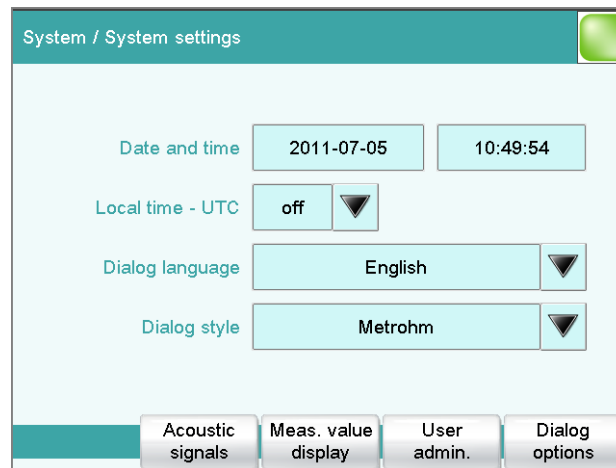 System / System settings
Date and time 2011-07-05 10:49:54
Local time - UTC off
Dialog language English
Dialog style Metrohm
Acoustic signals
Meas. value display
User admin.
Dialog options